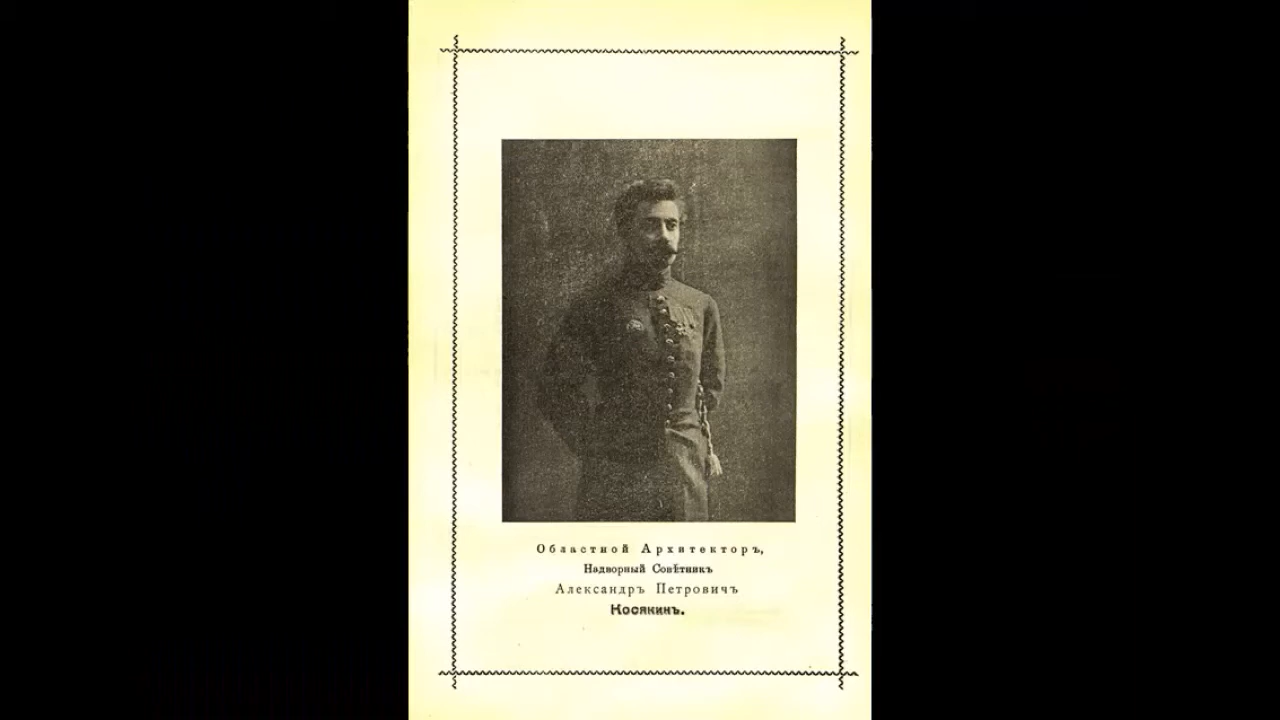 Областной Архитекторъ,
Надворный Совѣтникъ
Александръ Петровичъ
Косякинъ.